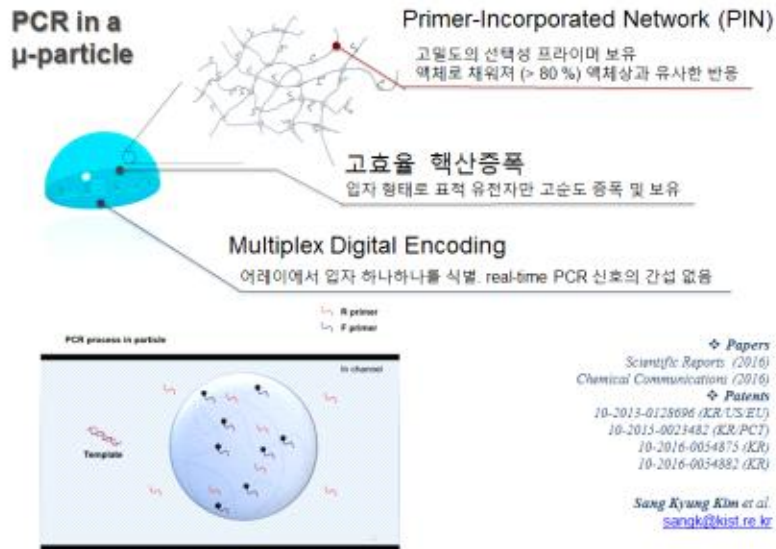 PCR in a
μ-particle
Primer-Incorporated Network (PIN)
고밀도의 선택성 프라이머 보유
액체로 채워져 (> 80 %) 액체상과 유사한 반응
고효율 핵산증폭
입자 형태로 표적 유전자만 고순도 증폭 및 보유
Multiplex Digital Encoding
어레이에서 입자 하나하나를 식별. real-time PCR 신호의 간섭 없음
R primer
F primer
PCR process in particle
In channel
Template
❖ Papers
Scientific Reports (2016)
Chemical Communications (2016)
❖ Patents
10-2013-0128696 (KR/US/EU)
10-2015-0023482 (KR/PCT)
10-2016-0054875 (KR)
10-2016-0054882 (KR)
Sang Kyung Kim et al.
sangk@kist.re.kr